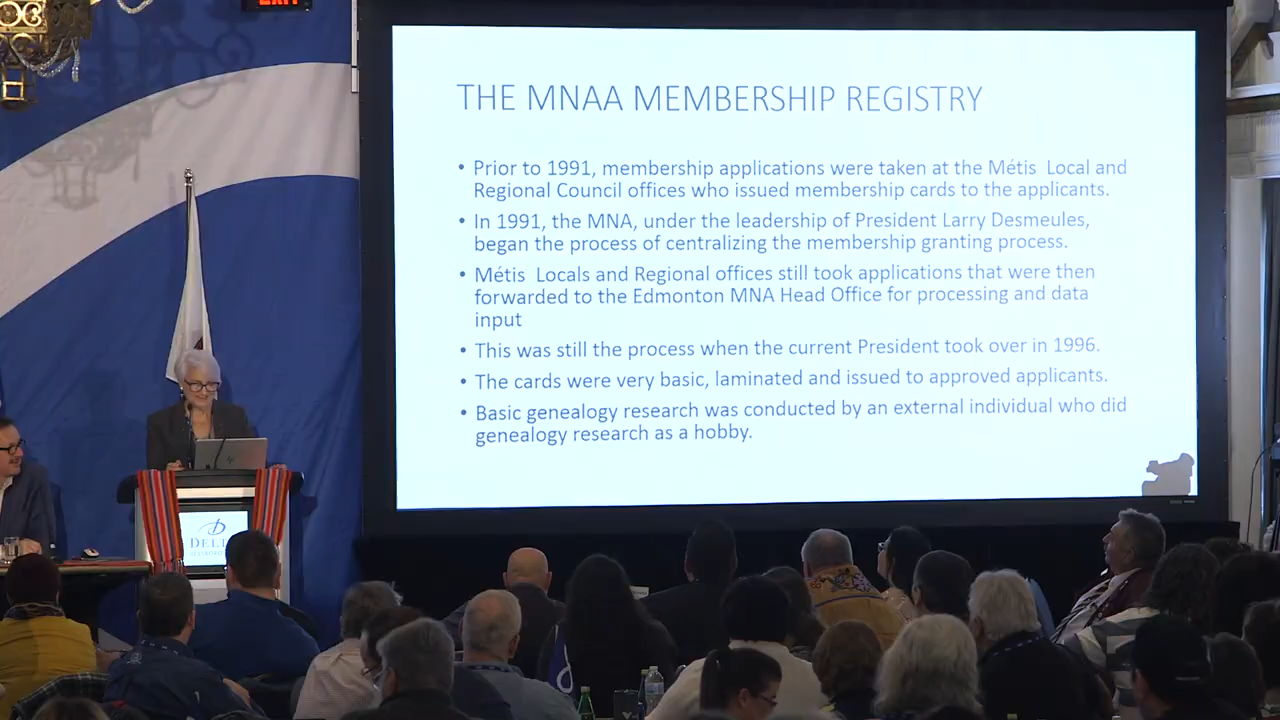 EXIT
THE MNAA MEMBERSHIP REGISTRY
• Prior to 1991, membership applications were taken at the Métis Local and
Regional Council offices who issued membership cards to the applicants.
• In 1991, the MNA, under the leadership of President Larry Desmeules,
began the process of centralizing the membership granting process.
• Métis Locals and Regional offices still took applications that were then
forwarded to the Edmonton MNA Head Office for processing and data
input
• This was still the process when the current President took over in 1996.
• The cards were very basic, laminated and issued to approved applicants.
• Basic genealogy research was conducted by an external individual who did
genealogy research as a hobby.